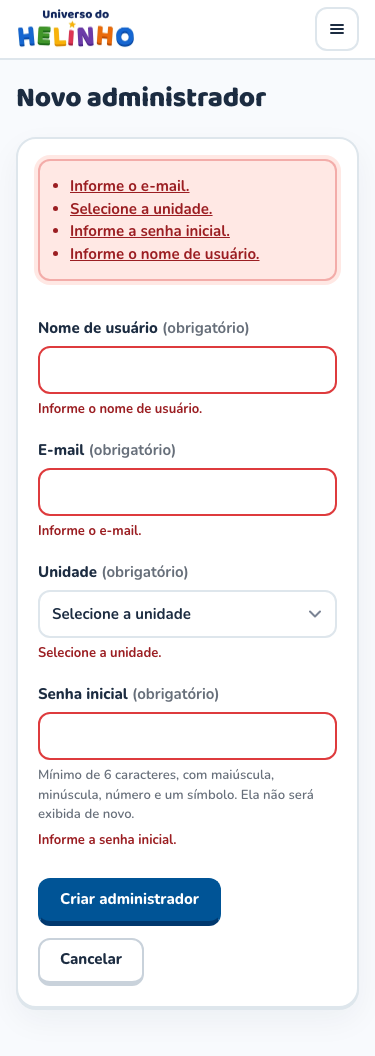 Universo do
HELINHO
Novo administrador
Informe o e-mail.
Selecione a unidade.
Informe a senha inicial.
Informe o nome de usuário.
Nome de usuário (obrigatório)
Informe o nome de usuário.
E-mail (obrigatório)
Informe o e-mail.
Unidade (obrigatório)
Selecione a unidade
Selecione a unidade.
Senha inicial (obrigatório)
Mínimo de 6 caracteres, com maiúscula,
minúscula, número e um símbolo. Ela não será
exibida de novo.
Informe a senha inicial.
Criar administrador
Cancelar